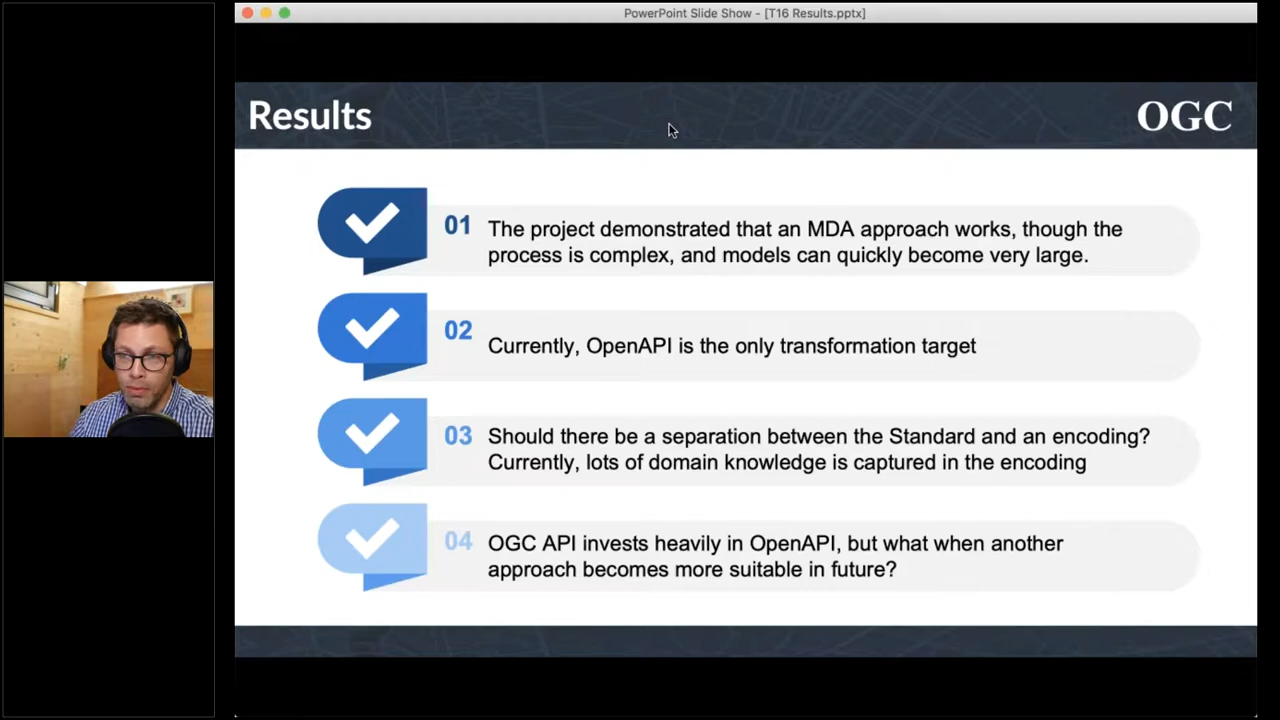 PowerPoint Slide Show - [T16 Results.pptx]
Results
OGC
01
The project demonstrated that an MDA approach works, though the
process is complex, and models can quickly become very large.
02
Currently, OpenAPI is the only transformation target
03
Should there be a separation between the Standard and an encoding?
Currently, lots of domain knowledge is captured in the encoding
04
OGC API invests heavily in OpenAPI, but what when another
approach becomes more suitable in future?